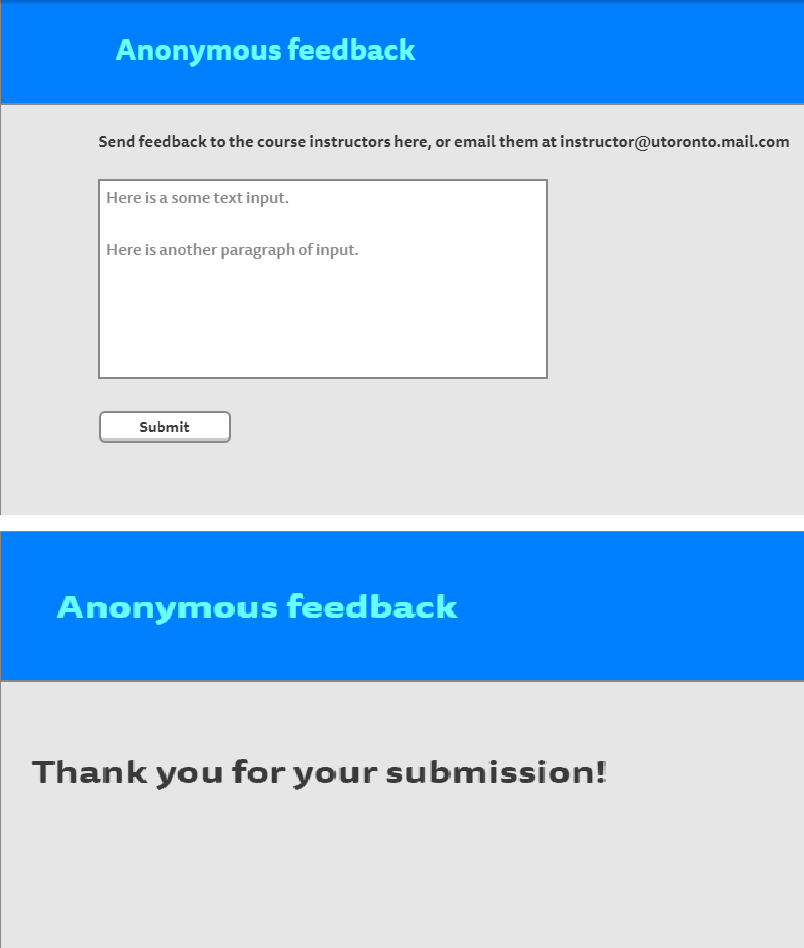 Anonymous feedback
Send feedback to the course instructors here, or email them at instructor@utoronto.mail.com
Here is a some text input.
Here is another paragraph of input.
Submit
Anonymous feedback
Thank you for your submission!